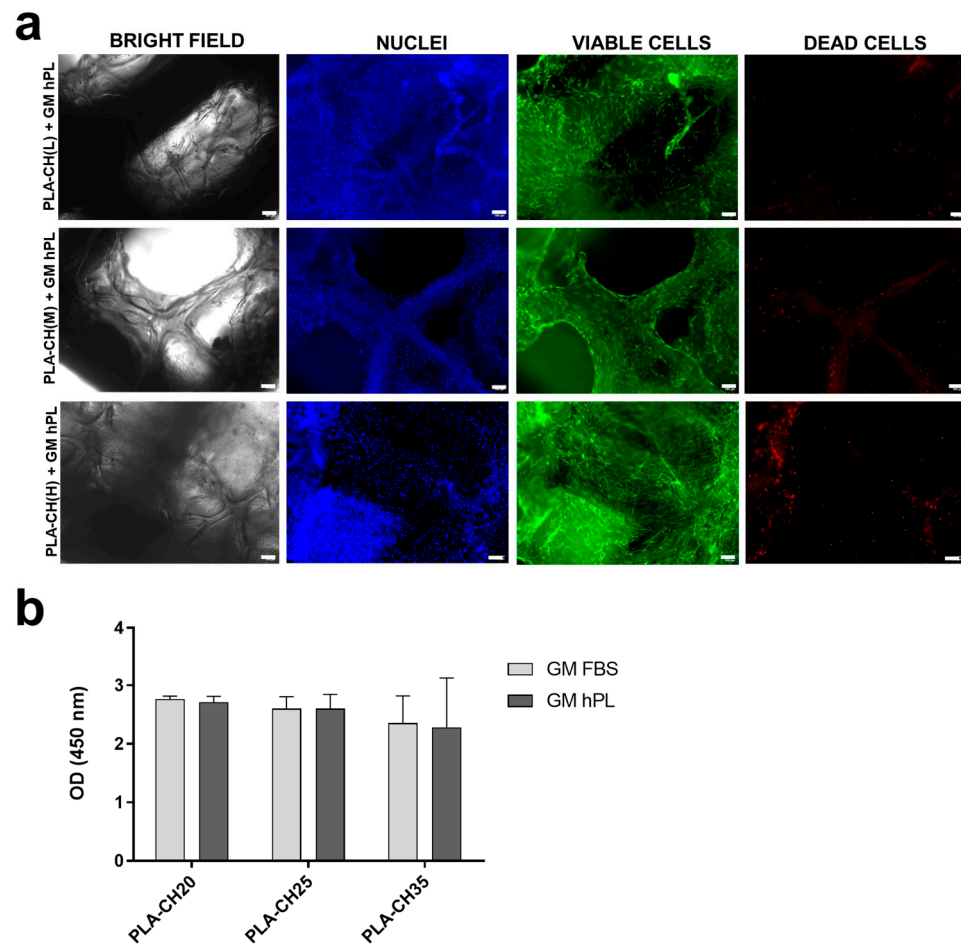 a
BRIGHT FIELD NUCLEI VIABLE CELLS DEAD CELLS
PLA-CH(L) + GM hPL
PLA-CH(M) + GM hPL
PLA-CH(H) + GM hPL
b
OD (450 nm)
4
3
2
1
0
PLA-CH20
PLA-CH25
PLA-CH35
GM FBS
GM hPL